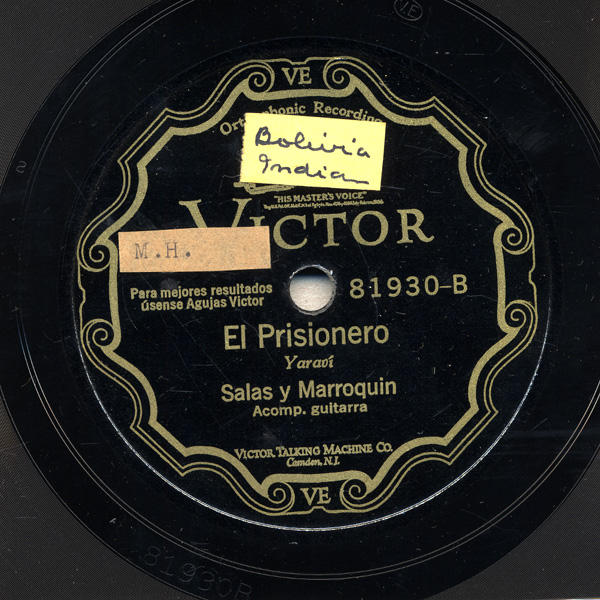 VE
Orthophonic Recording
Bolivia
Indian
"HIS MASTER'S VOICE"
VICTOR
M.H.
Para mejores resultados
úsense Agujas Victor
81930-B
El Prisionero
Yaraví
Salas y Marroquin
Acomp. guitarra
VICTOR TALKING MACHINE CO.
Camden, N.J.
VE
81930B